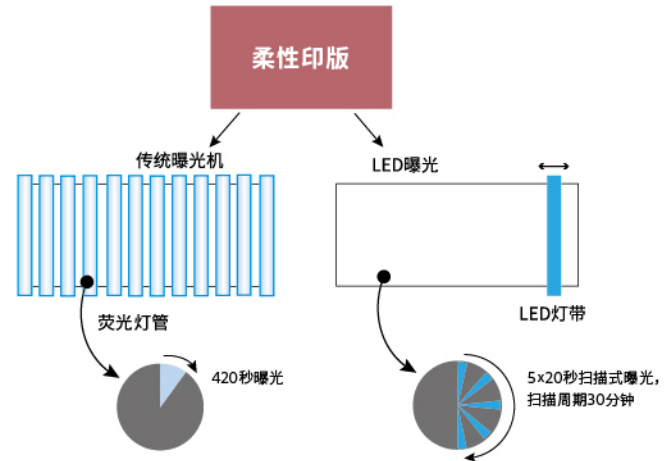 柔性印版
传统曝光机
LED曝光
荧光灯管
LED灯带
420秒曝光
5×20秒扫描式曝光，
扫描周期30分钟